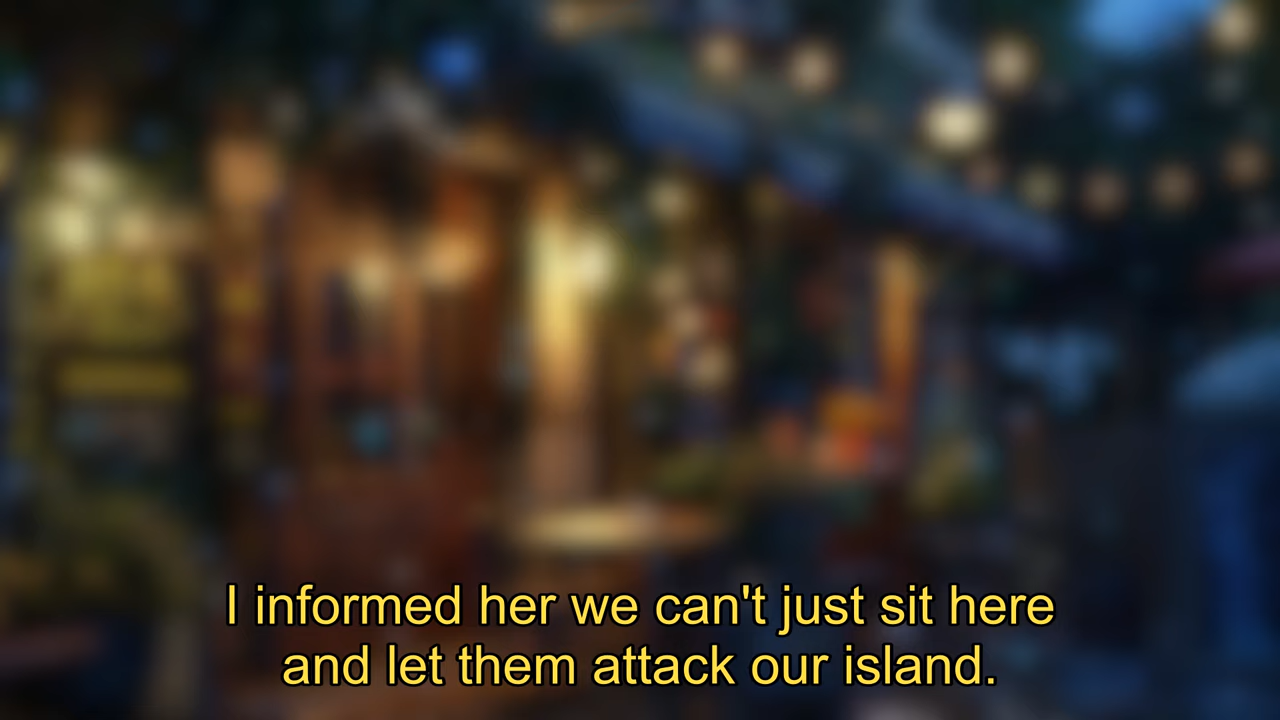 I informed her we can't just sit here
and let them attack our island.